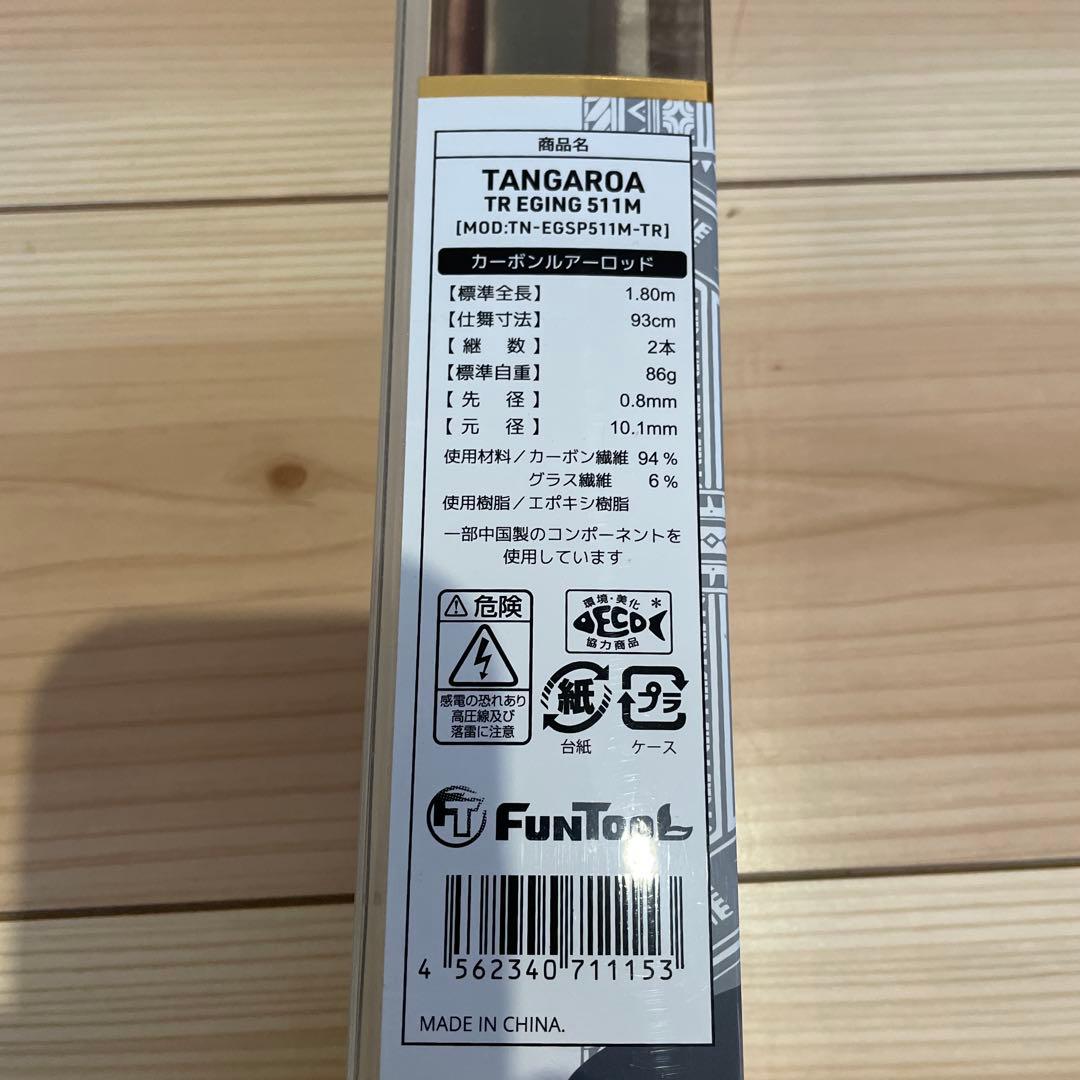 商品名
TANGAROA
TR EGING 511M
[MOD:TN-EGSP511M-TR]
カーボンルアーロッド
【標準全長】 1.80m
【仕舞寸法】 93cm
【継 数】 2本
【標準自重】 86g
【先 径】 0.8mm
【元 径】 10.1mm
使用材料/カーボン繊維 94%
グラス繊維 6%
使用樹脂/エポキシ樹脂
一部中国製のコンポーネントを
使用しています
⚠危険
感電の恐れあり
高圧線及び
落雷に注意
環境・美化
ECO
協力商品
紙
台紙
プラ
ケース
FT FUNTOOL
4 562340 711153
MADE IN CHINA.